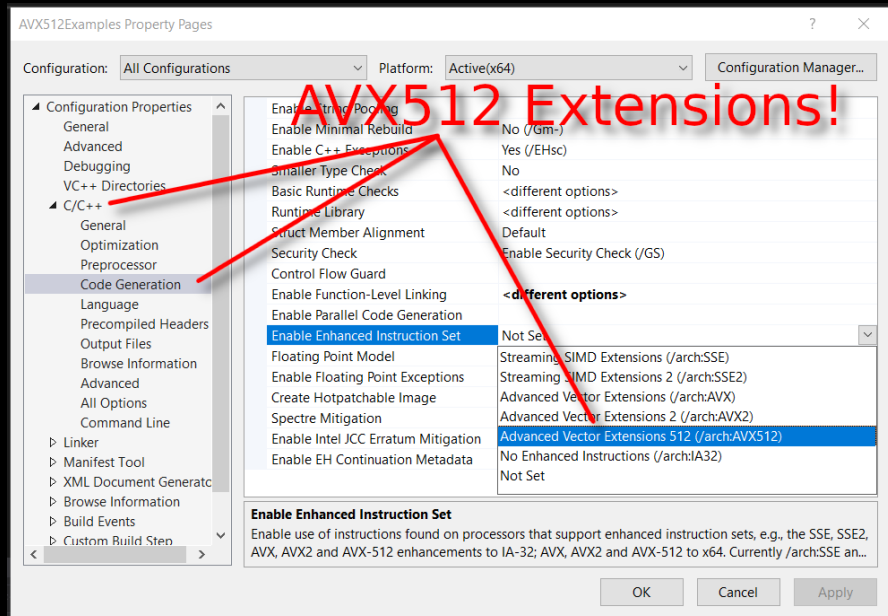 AVX512Examples Property Pages
?
Configuration: All Configurations Platform: Active(x64) Configuration Manager...
AVX512 Extensions!
Configuration Properties
General
Advanced
Debugging
VC++ Directories
C/C++
General
Optimization
Preprocessor
Code Generation
Language
Precompiled Headers
Output Files
Browse Information
Advanced
All Options
Command Line
Linker
Manifest Tool
XML Document Generatc
Browse Information
Build Events
Custom Build Step
Enable String Pooling
Enable Minimal Rebuild No (/Gm-)
Enable C++ Exceptions Yes (/EHsc)
Smaller Type Check No
Basic Runtime Checks <different options>
Runtime Library <different options>
Struct Member Alignment Default
Security Check Enable Security Check (/GS)
Control Flow Guard
Enable Function-Level Linking <different options>
Enable Parallel Code Generation
Enable Enhanced Instruction Set Not Set
Floating Point Model
Enable Floating Point Exceptions
Create Hotpatchable Image
Spectre Mitigation
Enable Intel JCC Erratum Mitigation
Enable EH Continuation Metadata
Streaming SIMD Extensions (/arch:SSE)
Streaming SIMD Extensions 2 (/arch:SSE2)
Advanced Vector Extensions (/arch:AVX)
Advanced Vector Extensions 2 (/arch:AVX2)
Advanced Vector Extensions 512 (/arch:AVX512)
No Enhanced Instructions (/arch:IA32)
Not Set
Enable Enhanced Instruction Set
Enable use of instructions found on processors that support enhanced instruction sets, e.g., the SSE, SSE2,
AVX, AVX2 and AVX-512 enhancements to IA-32; AVX, AVX2 and AVX-512 to x64. Currently /arch:SSE an...
OK Cancel Apply